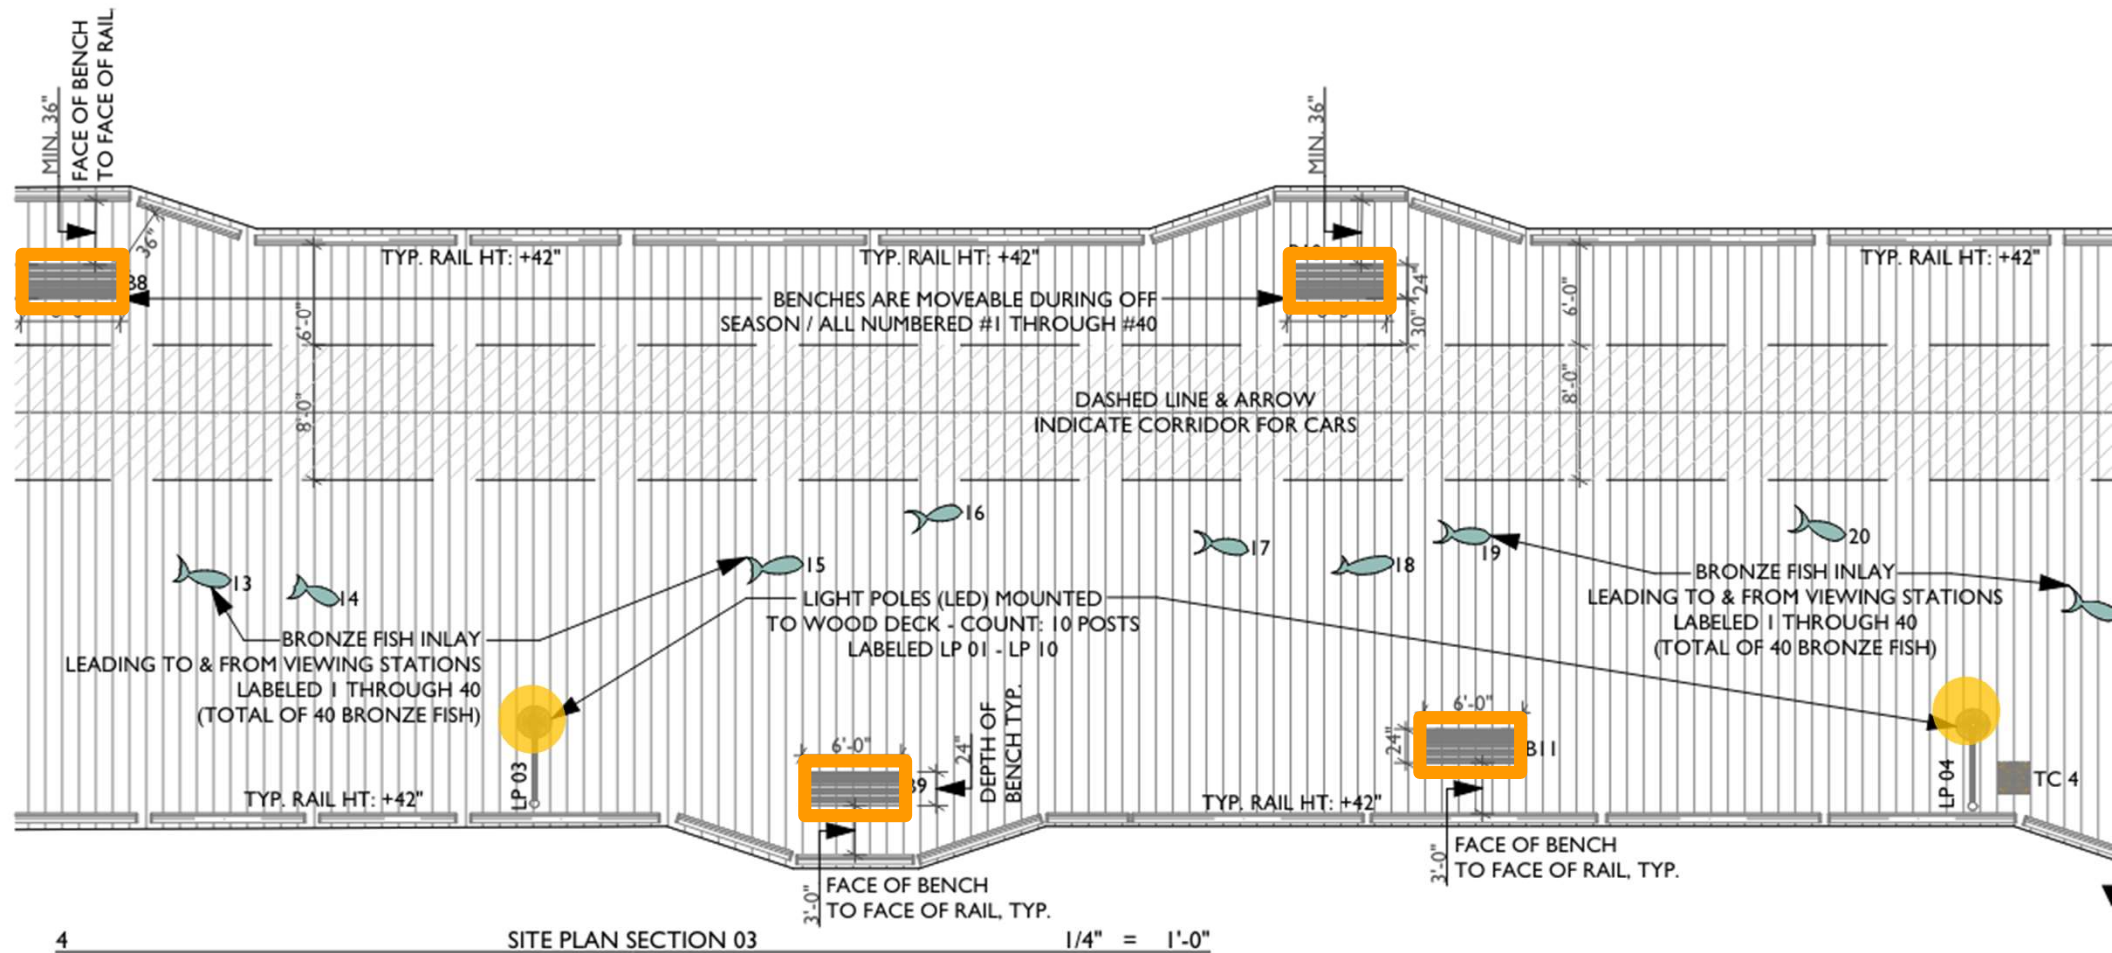 MIN. 36"
FACE OF BENCH
TO FACE OF RAIL
MIN. 36"
36"
TYP. RAIL HT: +42"
TYP. RAIL HT: +42"
TYP. RAIL HT: +42"
B8
BENCHES ARE MOVEABLE DURING OFF
SEASON / ALL NUMBERED #1 THROUGH #40
24"
30"
6'-0"
6'-0"
8'-0"
8'-0"
DASHED LINE & ARROW
INDICATE CORRIDOR FOR CARS
13
14
15
16
17
18
19
20
BRONZE FISH INLAY
LEADING TO & FROM VIEWING STATIONS
LABELED 1 THROUGH 40
(TOTAL OF 40 BRONZE FISH)
LIGHT POLES (LED) MOUNTED
TO WOOD DECK - COUNT: 10 POSTS
LABELED LP 01 - LP 10
BRONZE FISH INLAY
LEADING TO & FROM VIEWING STATIONS
LABELED 1 THROUGH 40
(TOTAL OF 40 BRONZE FISH)
LP 03
6'-0"
B9
24"
DEPTH OF
BENCH TYP.
6'-0"
24"
B11
LP 04
TC 4
TYP. RAIL HT: +42"
TYP. RAIL HT: +42"
3'-0"
FACE OF BENCH
TO FACE OF RAIL, TYP.
3'-0"
FACE OF BENCH
TO FACE OF RAIL, TYP.
4 SITE PLAN SECTION 03 1/4" = 1'-0"